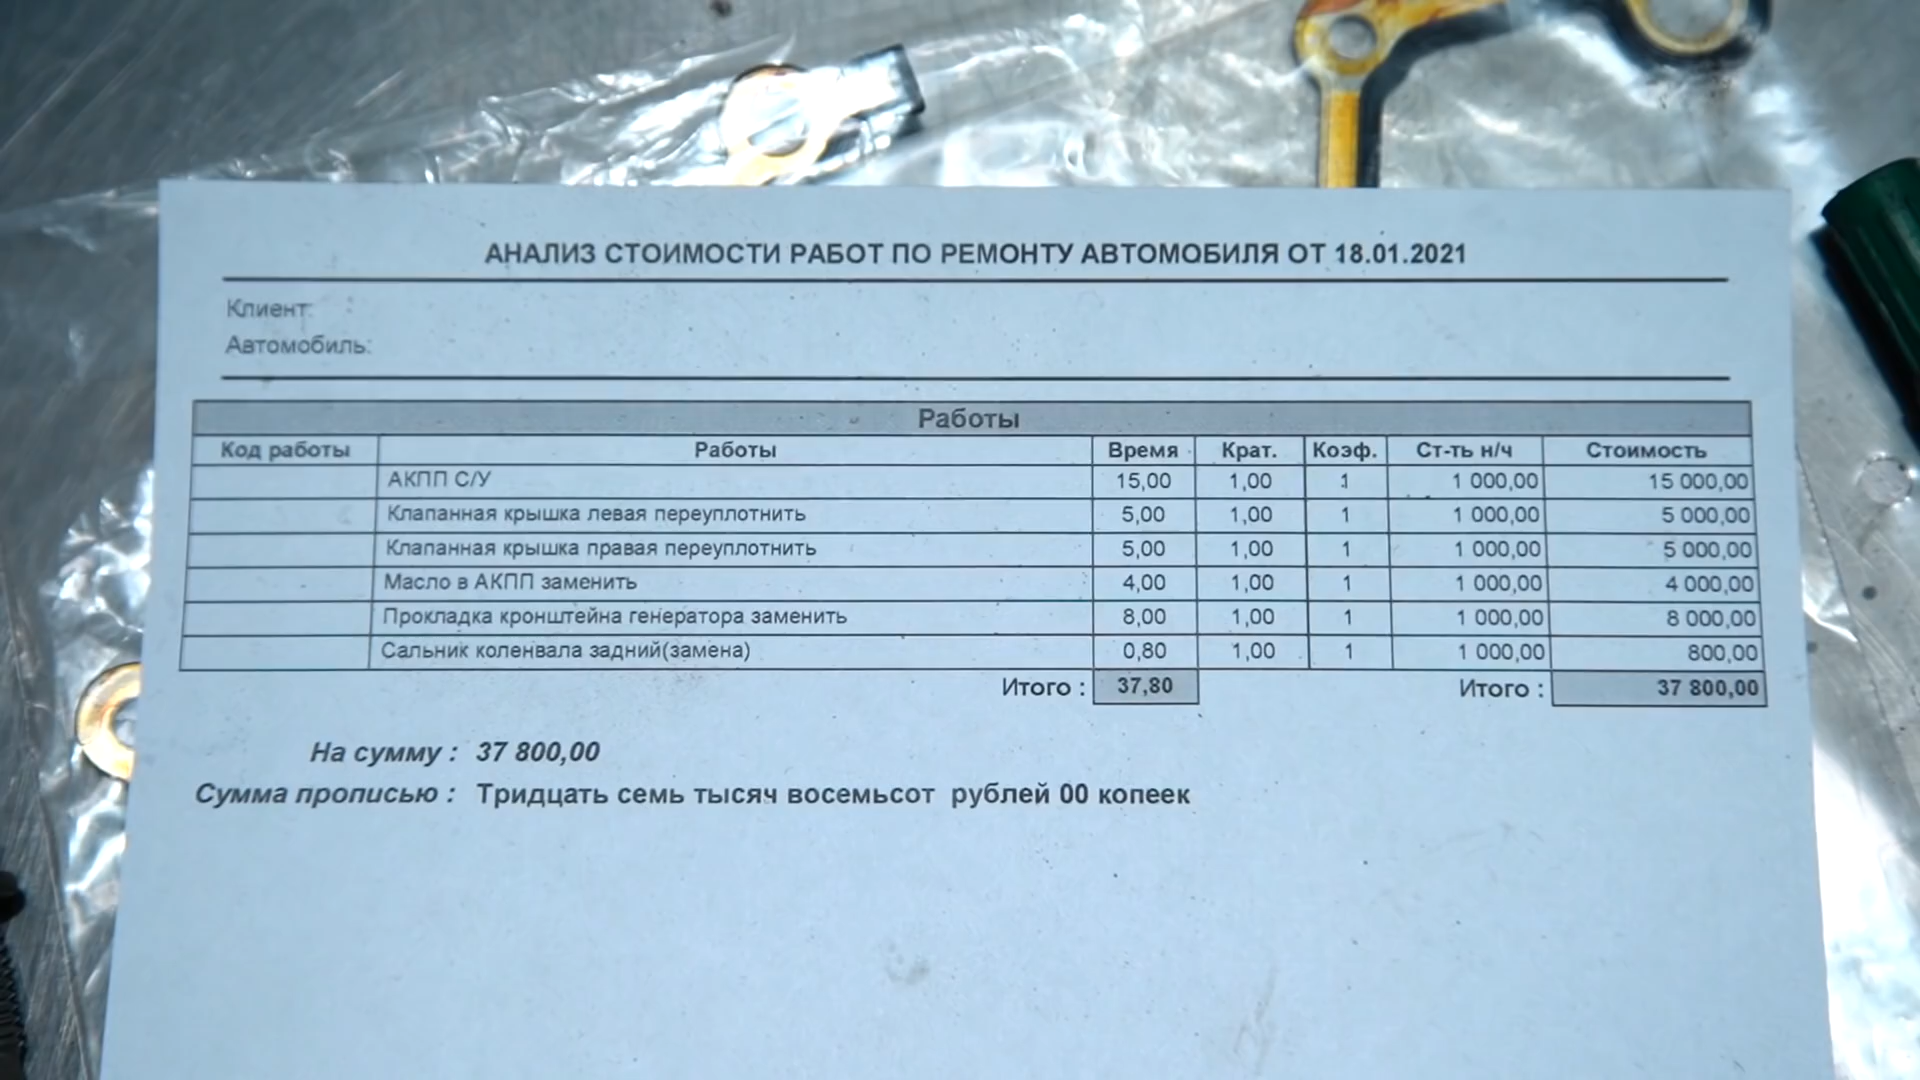 АНАЛИЗ СТОИМОСТИ РАБОТ ПО РЕМОНТУ АВТОМОБИЛЯ ОТ 18.01.2021
Клиент:
Автомобиль:
Работы
Код работы Работы Время Крат. Коэф. Ст-ть н/ч Стоимость
АКПП С/У 15,00 1,00 1 1 000,00 15 000,00
Клапанная крышка левая переуплотнить 5,00 1,00 1 1 000,00 5 000,00
Клапанная крышка правая переуплотнить 5,00 1,00 1 1 000,00 5 000,00
Масло в АКПП заменить 4,00 1,00 1 1 000,00 4 000,00
Прокладка кронштейна генератора заменить 8,00 1,00 1 1 000,00 8 000,00
Сальник коленвала задний(замена) 0,80 1,00 1 1 000,00 800,00
Итого : 37,80 Итого : 37 800,00
На сумму : 37 800,00
Сумма прописью : Тридцать семь тысяч восемьсот рублей 00 копеек